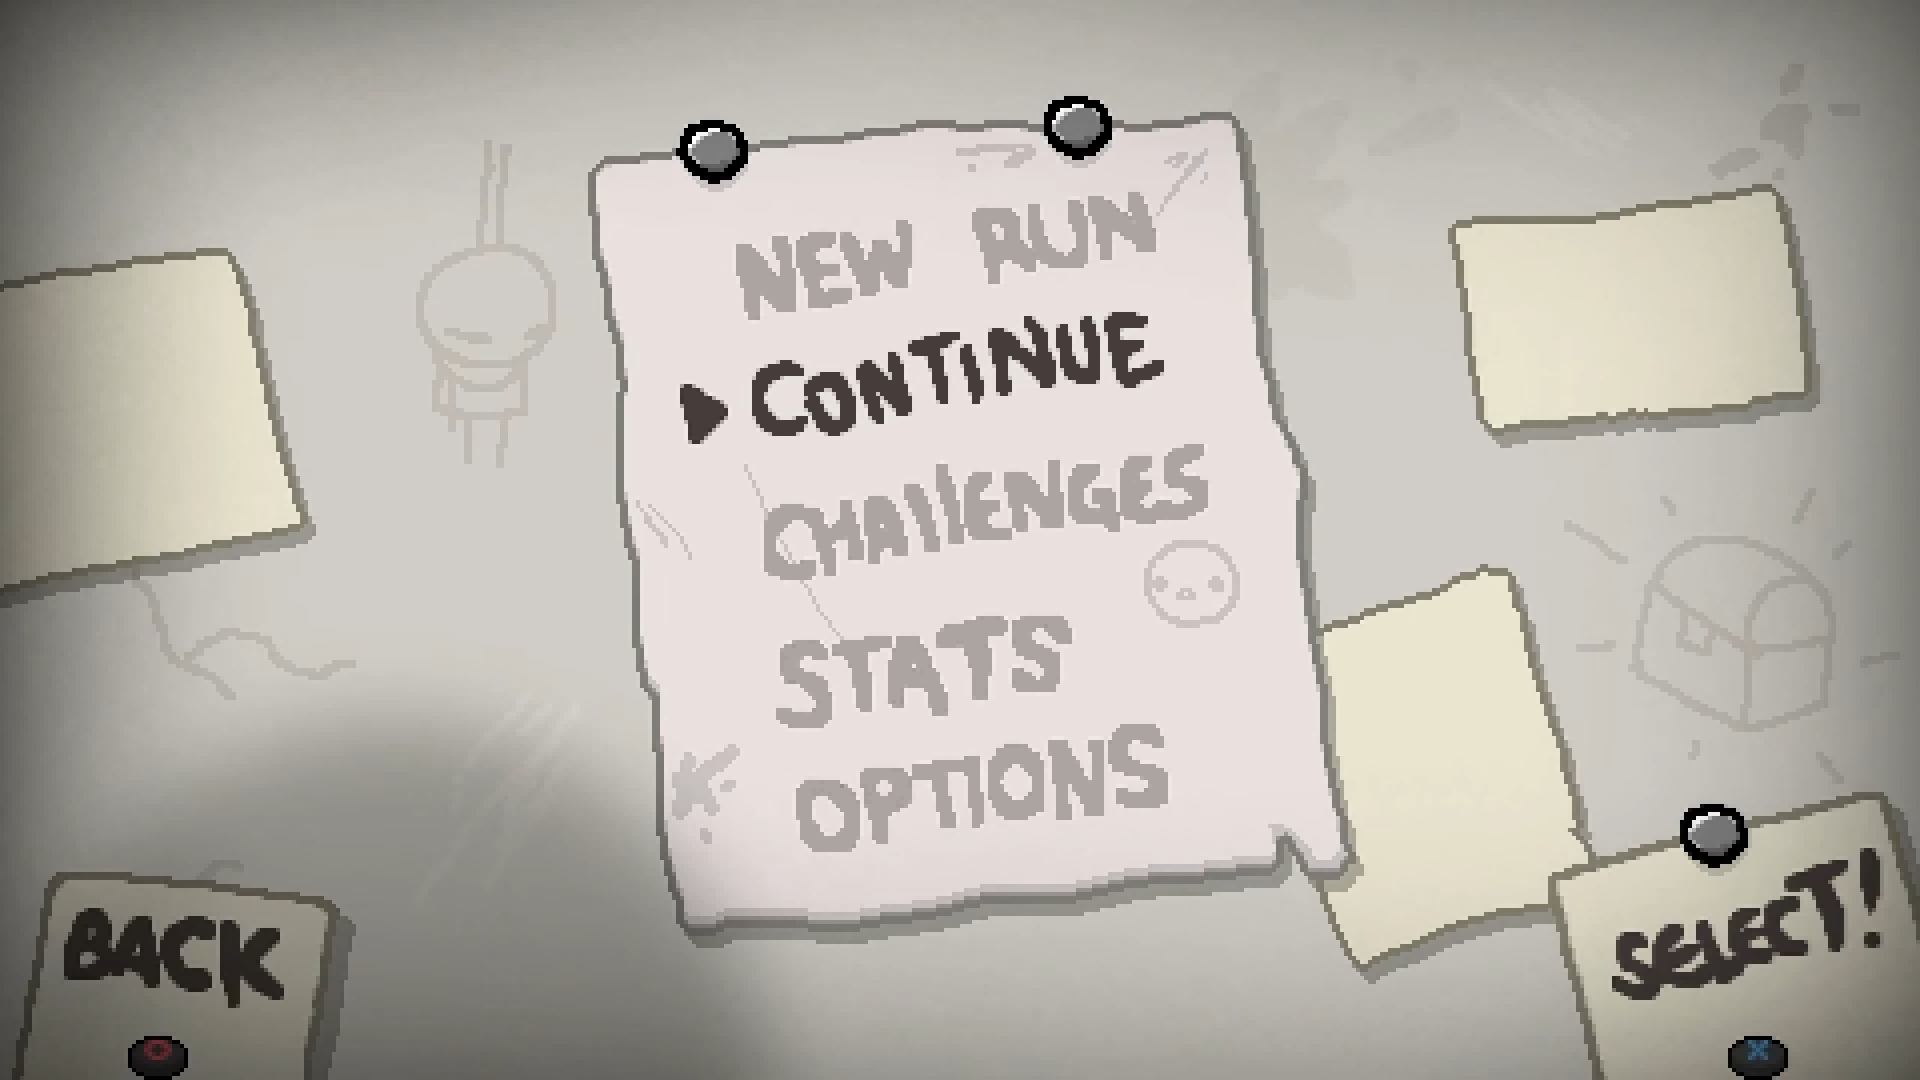 NEW RUN
CONTINUE
CHALLENGES
STATS
OPTIONS
BACK
SELECT!